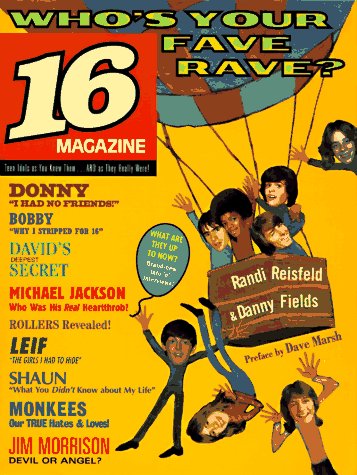 WHO'S YOUR
FAVE
RAVE?
16
MAGAZINE
Teen Idols as You Knew Them . . . AND as They Really Were!
DONNY
"I HAD NO FRIENDS!"
BOBBY
"WHY I STRIPPED FOR 16"
DAVID'S
DEEPEST
SECRET
MICHAEL JACKSON
Who Was His Real Heartthrob?
ROLLERS Revealed!
LEIF
"THE GIRLS I HAD TO HIDE"
SHAUN
"What You Didn't Know about My Life"
MONKEES
Our TRUE Hates & Loves!
JIM MORRISON
DEVIL OR ANGEL?
WHAT ARE
THEY UP TO
NOW?
Brand-new
info 'n'
interviews!
Randi Reisfeld
& Danny Fields
Preface by Dave Marsh